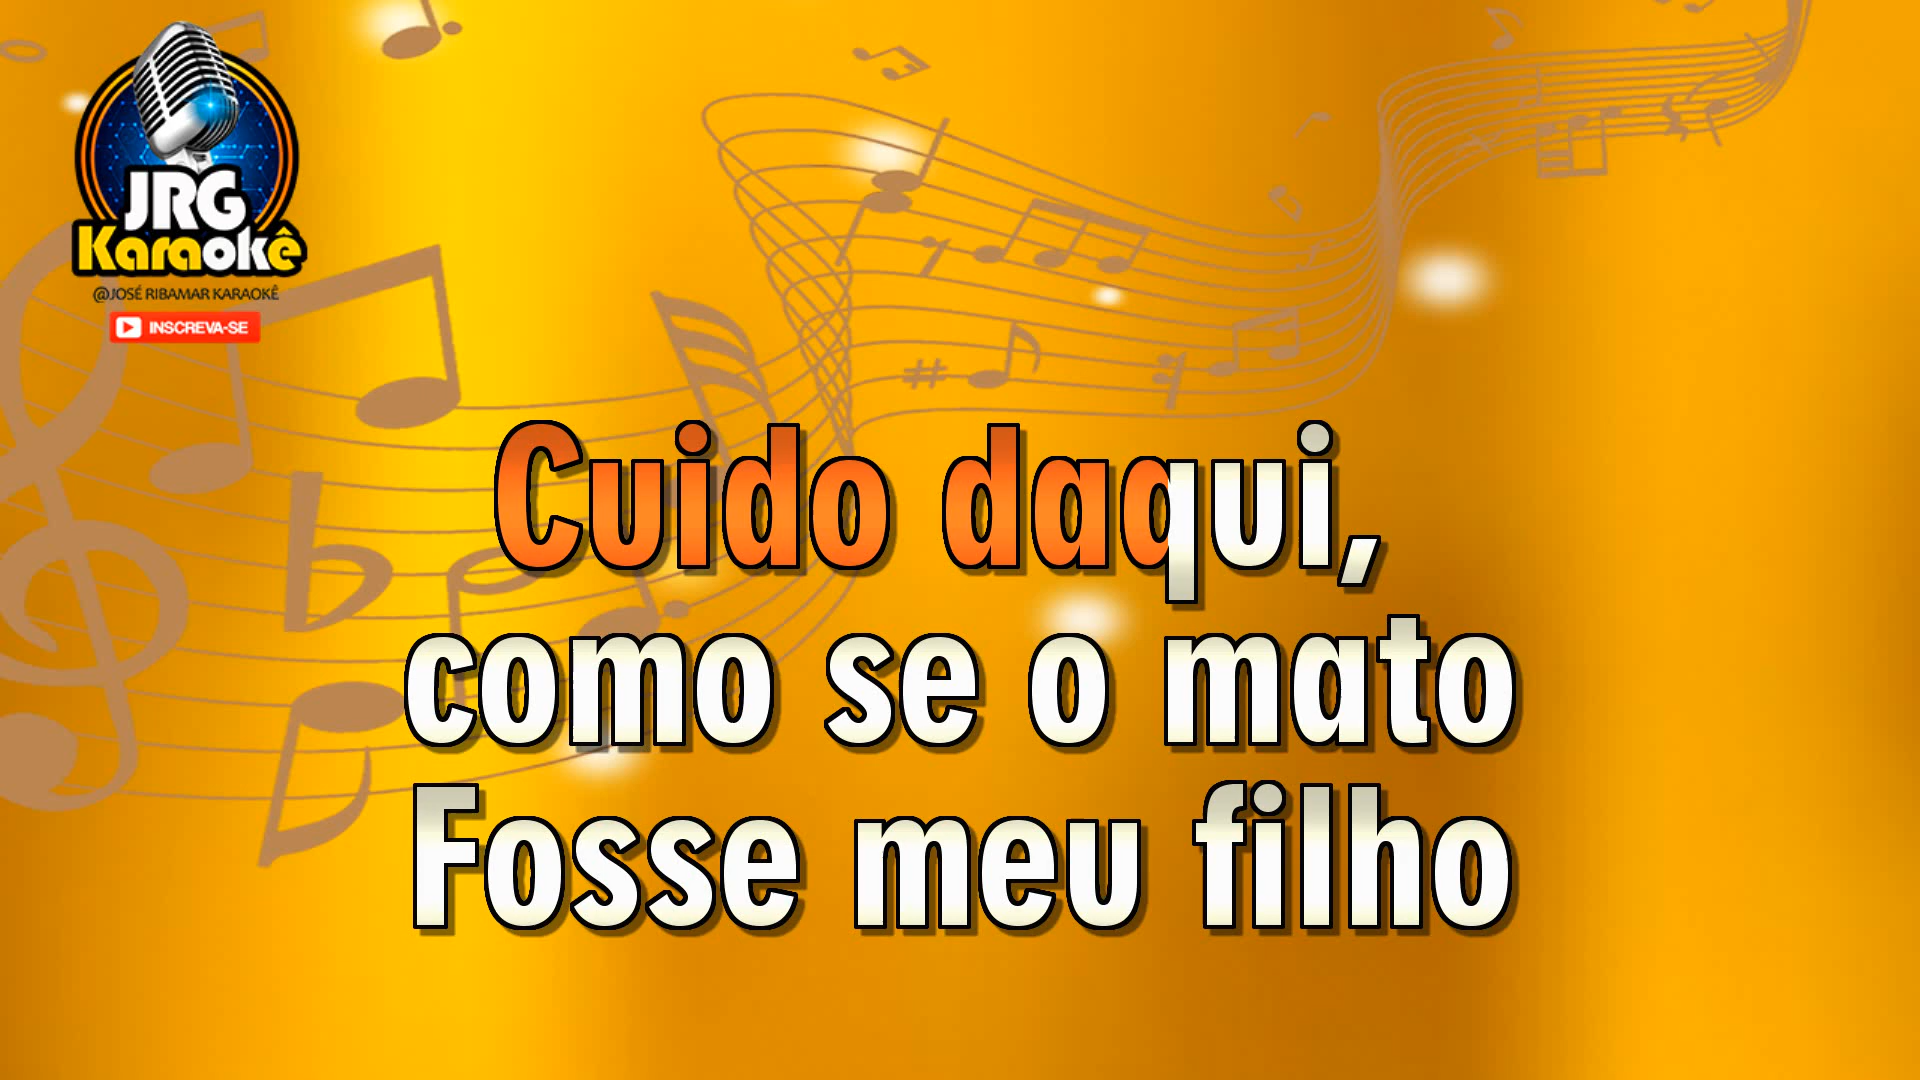 JRG
Karaokê
@JOSÉ RIBAMAR KARAOKÊ
INSCREVA-SE
Cuido daqui,
como se o mato
Fosse meu filho